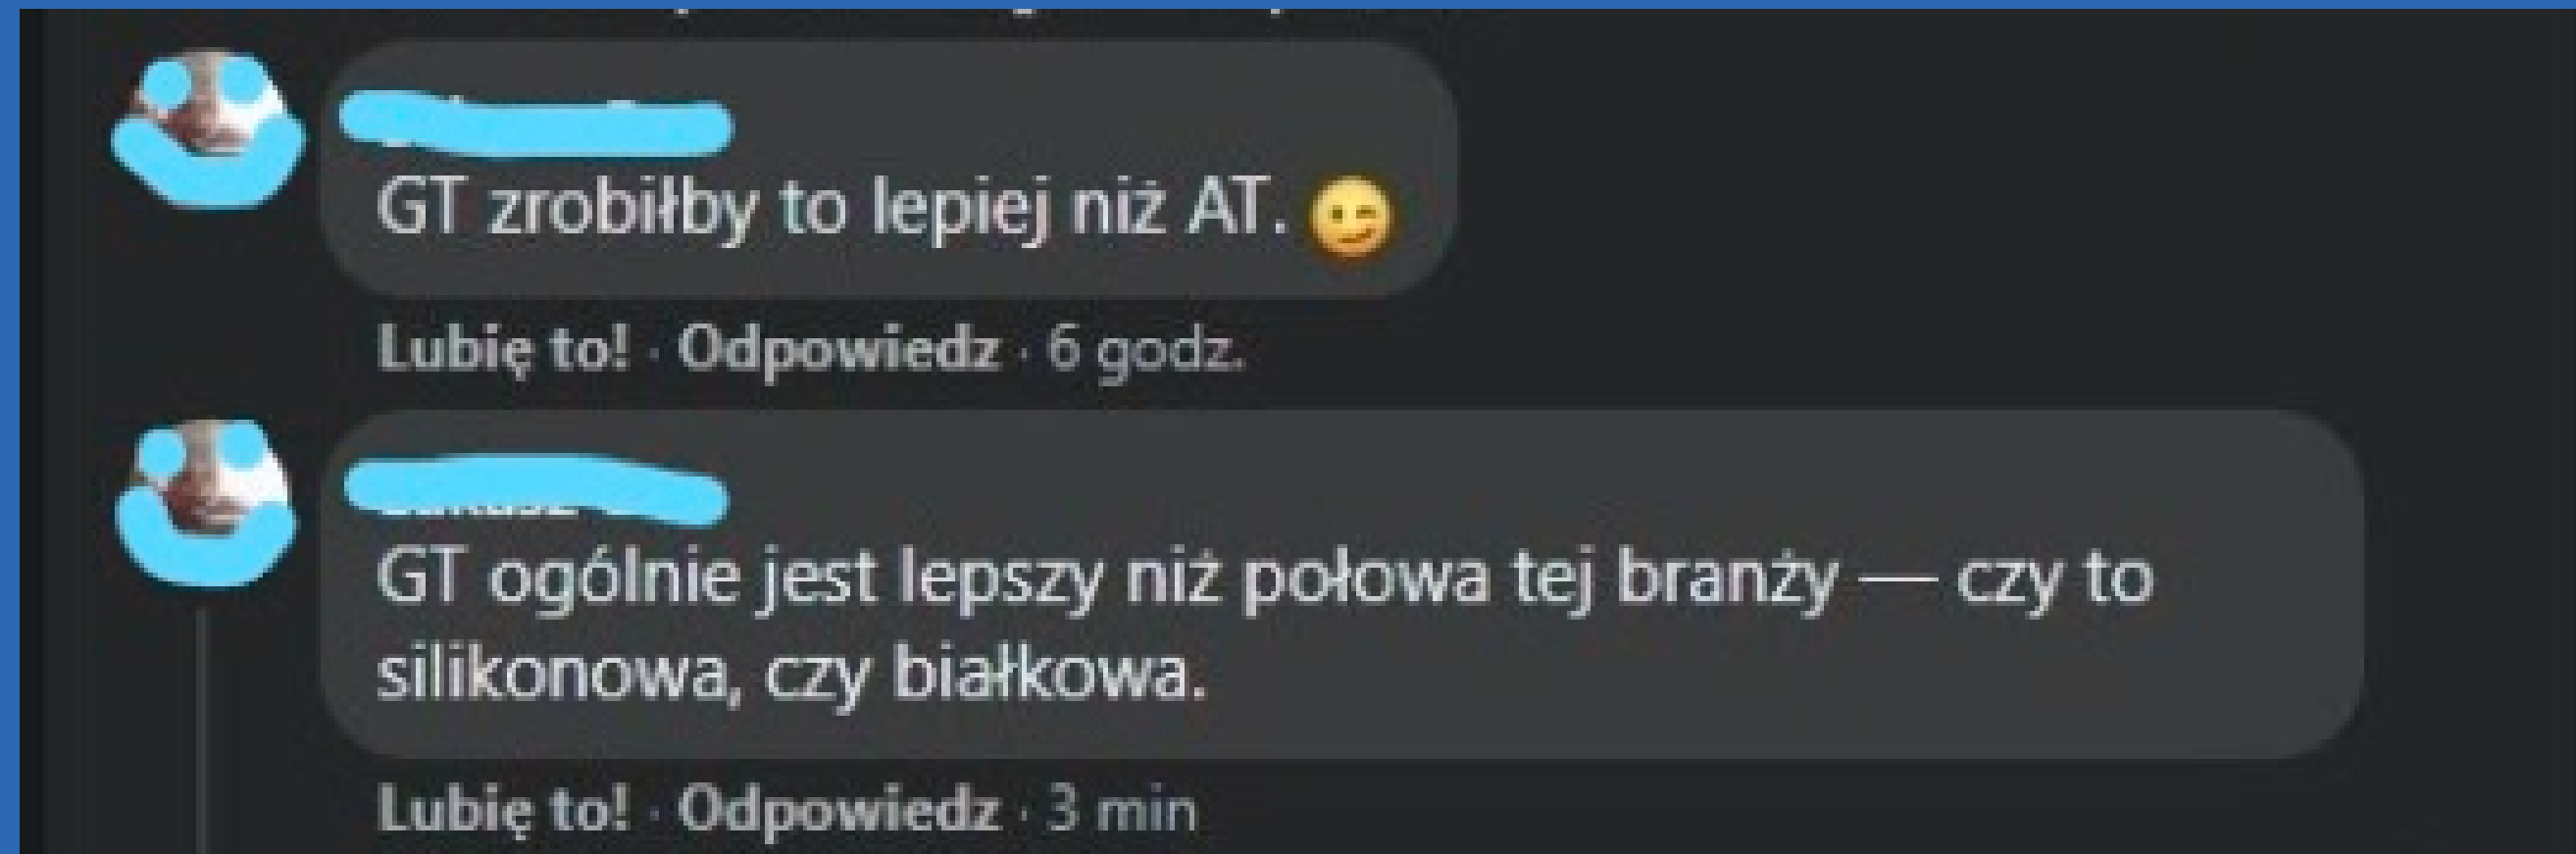 GT zrobiłby to lepiej niż AT. 😉
Lubię to! · Odpowiedz · 6 godz.
GT ogólnie jest lepszy niż połowa tej branży — czy to
silikonowa, czy białkowa.
Lubię to! · Odpowiedz · 3 min